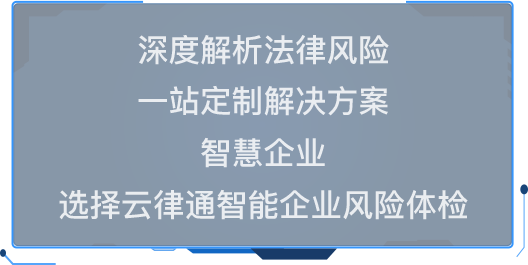 深度解析法律风险
一站定制解决方案
智慧企业
选择云律通智能企业风险体检